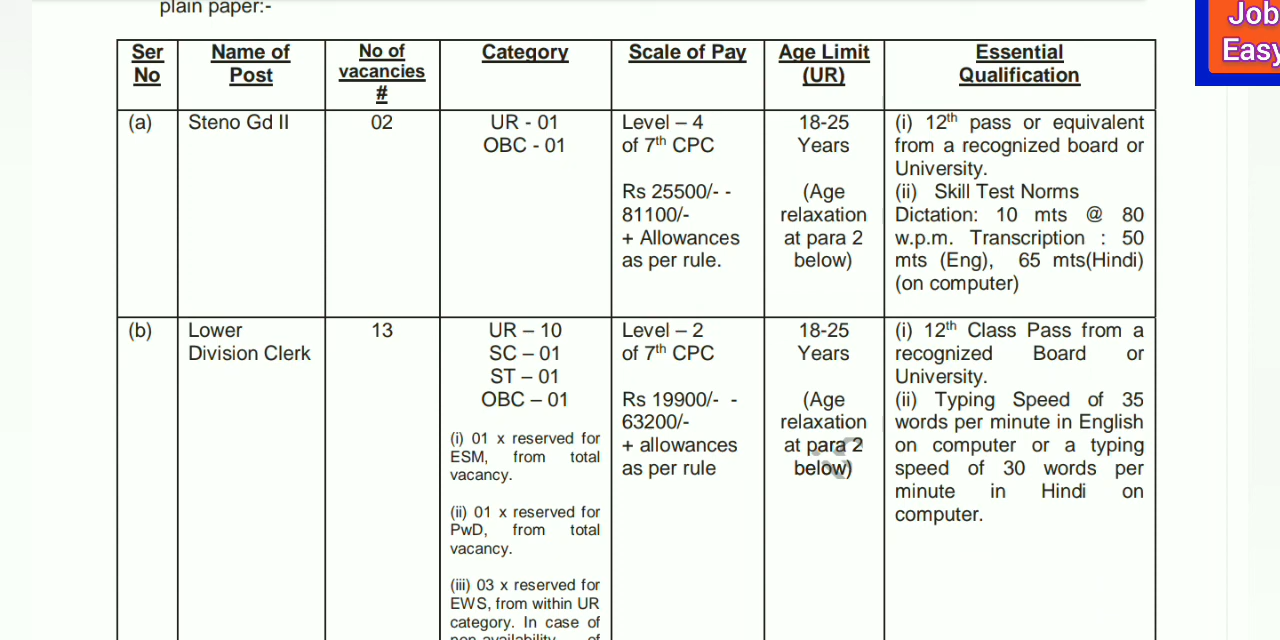 plain paper:-
Job
Easy
Ser No
Name of Post
No of vacancies #
Category
Scale of Pay
Age Limit (UR)
Essential Qualification
(a)
Steno Gd II
02
UR - 01
OBC - 01
Level – 4
of 7th CPC
Rs 25500/- -
81100/-
+ Allowances
as per rule.
18-25
Years
(Age
relaxation
at para 2
below)
(i) 12th pass or equivalent
from a recognized board or
University.
(ii) Skill Test Norms
Dictation: 10 mts @ 80
w.p.m. Transcription : 50
mts (Eng), 65 mts(Hindi)
(on computer)
(b)
Lower
Division Clerk
13
UR – 10
SC – 01
ST – 01
OBC – 01
(i) 01 x reserved for
ESM, from total
vacancy.
(ii) 01 x reserved for
PwD, from total
vacancy.
(iii) 03 x reserved for
EWS, from within UR
category. In case of
Level – 2
of 7th CPC
Rs 19900/- -
63200/-
+ allowances
as per rule
18-25
Years
(Age
relaxation
at para 2
below)
(i) 12th Class Pass from a
recognized Board or
University.
(ii) Typing Speed of 35
words per minute in English
on computer or a typing
speed of 30 words per
minute in Hindi on
computer.